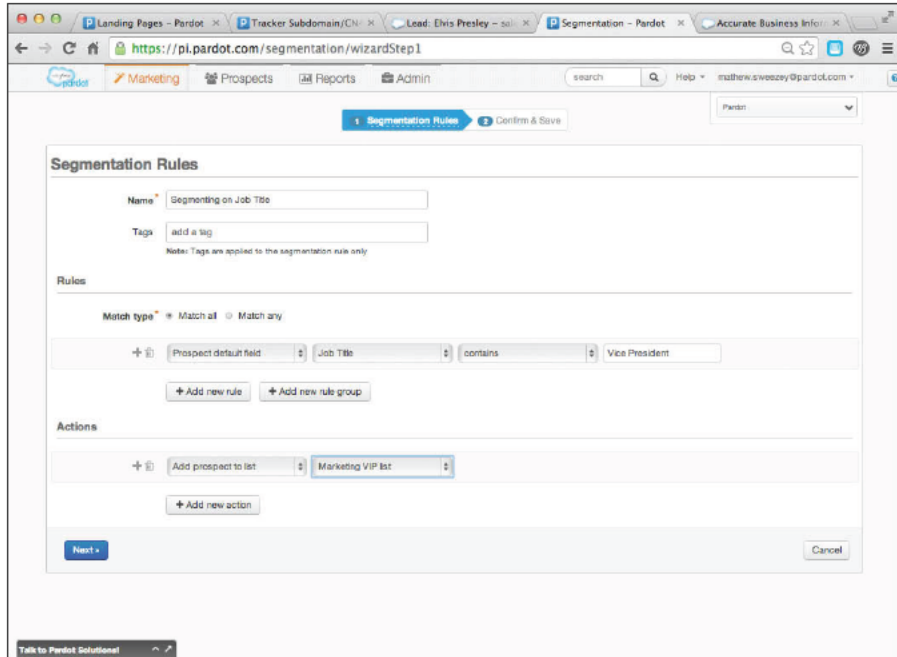 Landing Pages – Pardot × Tracker Subdomain/CN × Lead: Elvis Presley – sal × Segmentation – Pardot × Accurate Business Infor ×
https://pi.pardot.com/segmentation/wizardStep1
pardot Marketing Prospects Reports Admin search Help mathew.sweezey@pardot.com
Pardot
1 Segmentation Rules 2 Confirm & Save
Segmentation Rules
Name* Segmenting on Job Title
Tags add a tag
Note: Tags are applied to the segmentation rule only
Rules
Match type* Match all Match any
Prospect default field Job Title contains Vice President
+ Add new rule + Add new rule group
Actions
Add prospect to list Marketing VIP list
+ Add new action
Next » Cancel
Talk to Pardot Solutions!